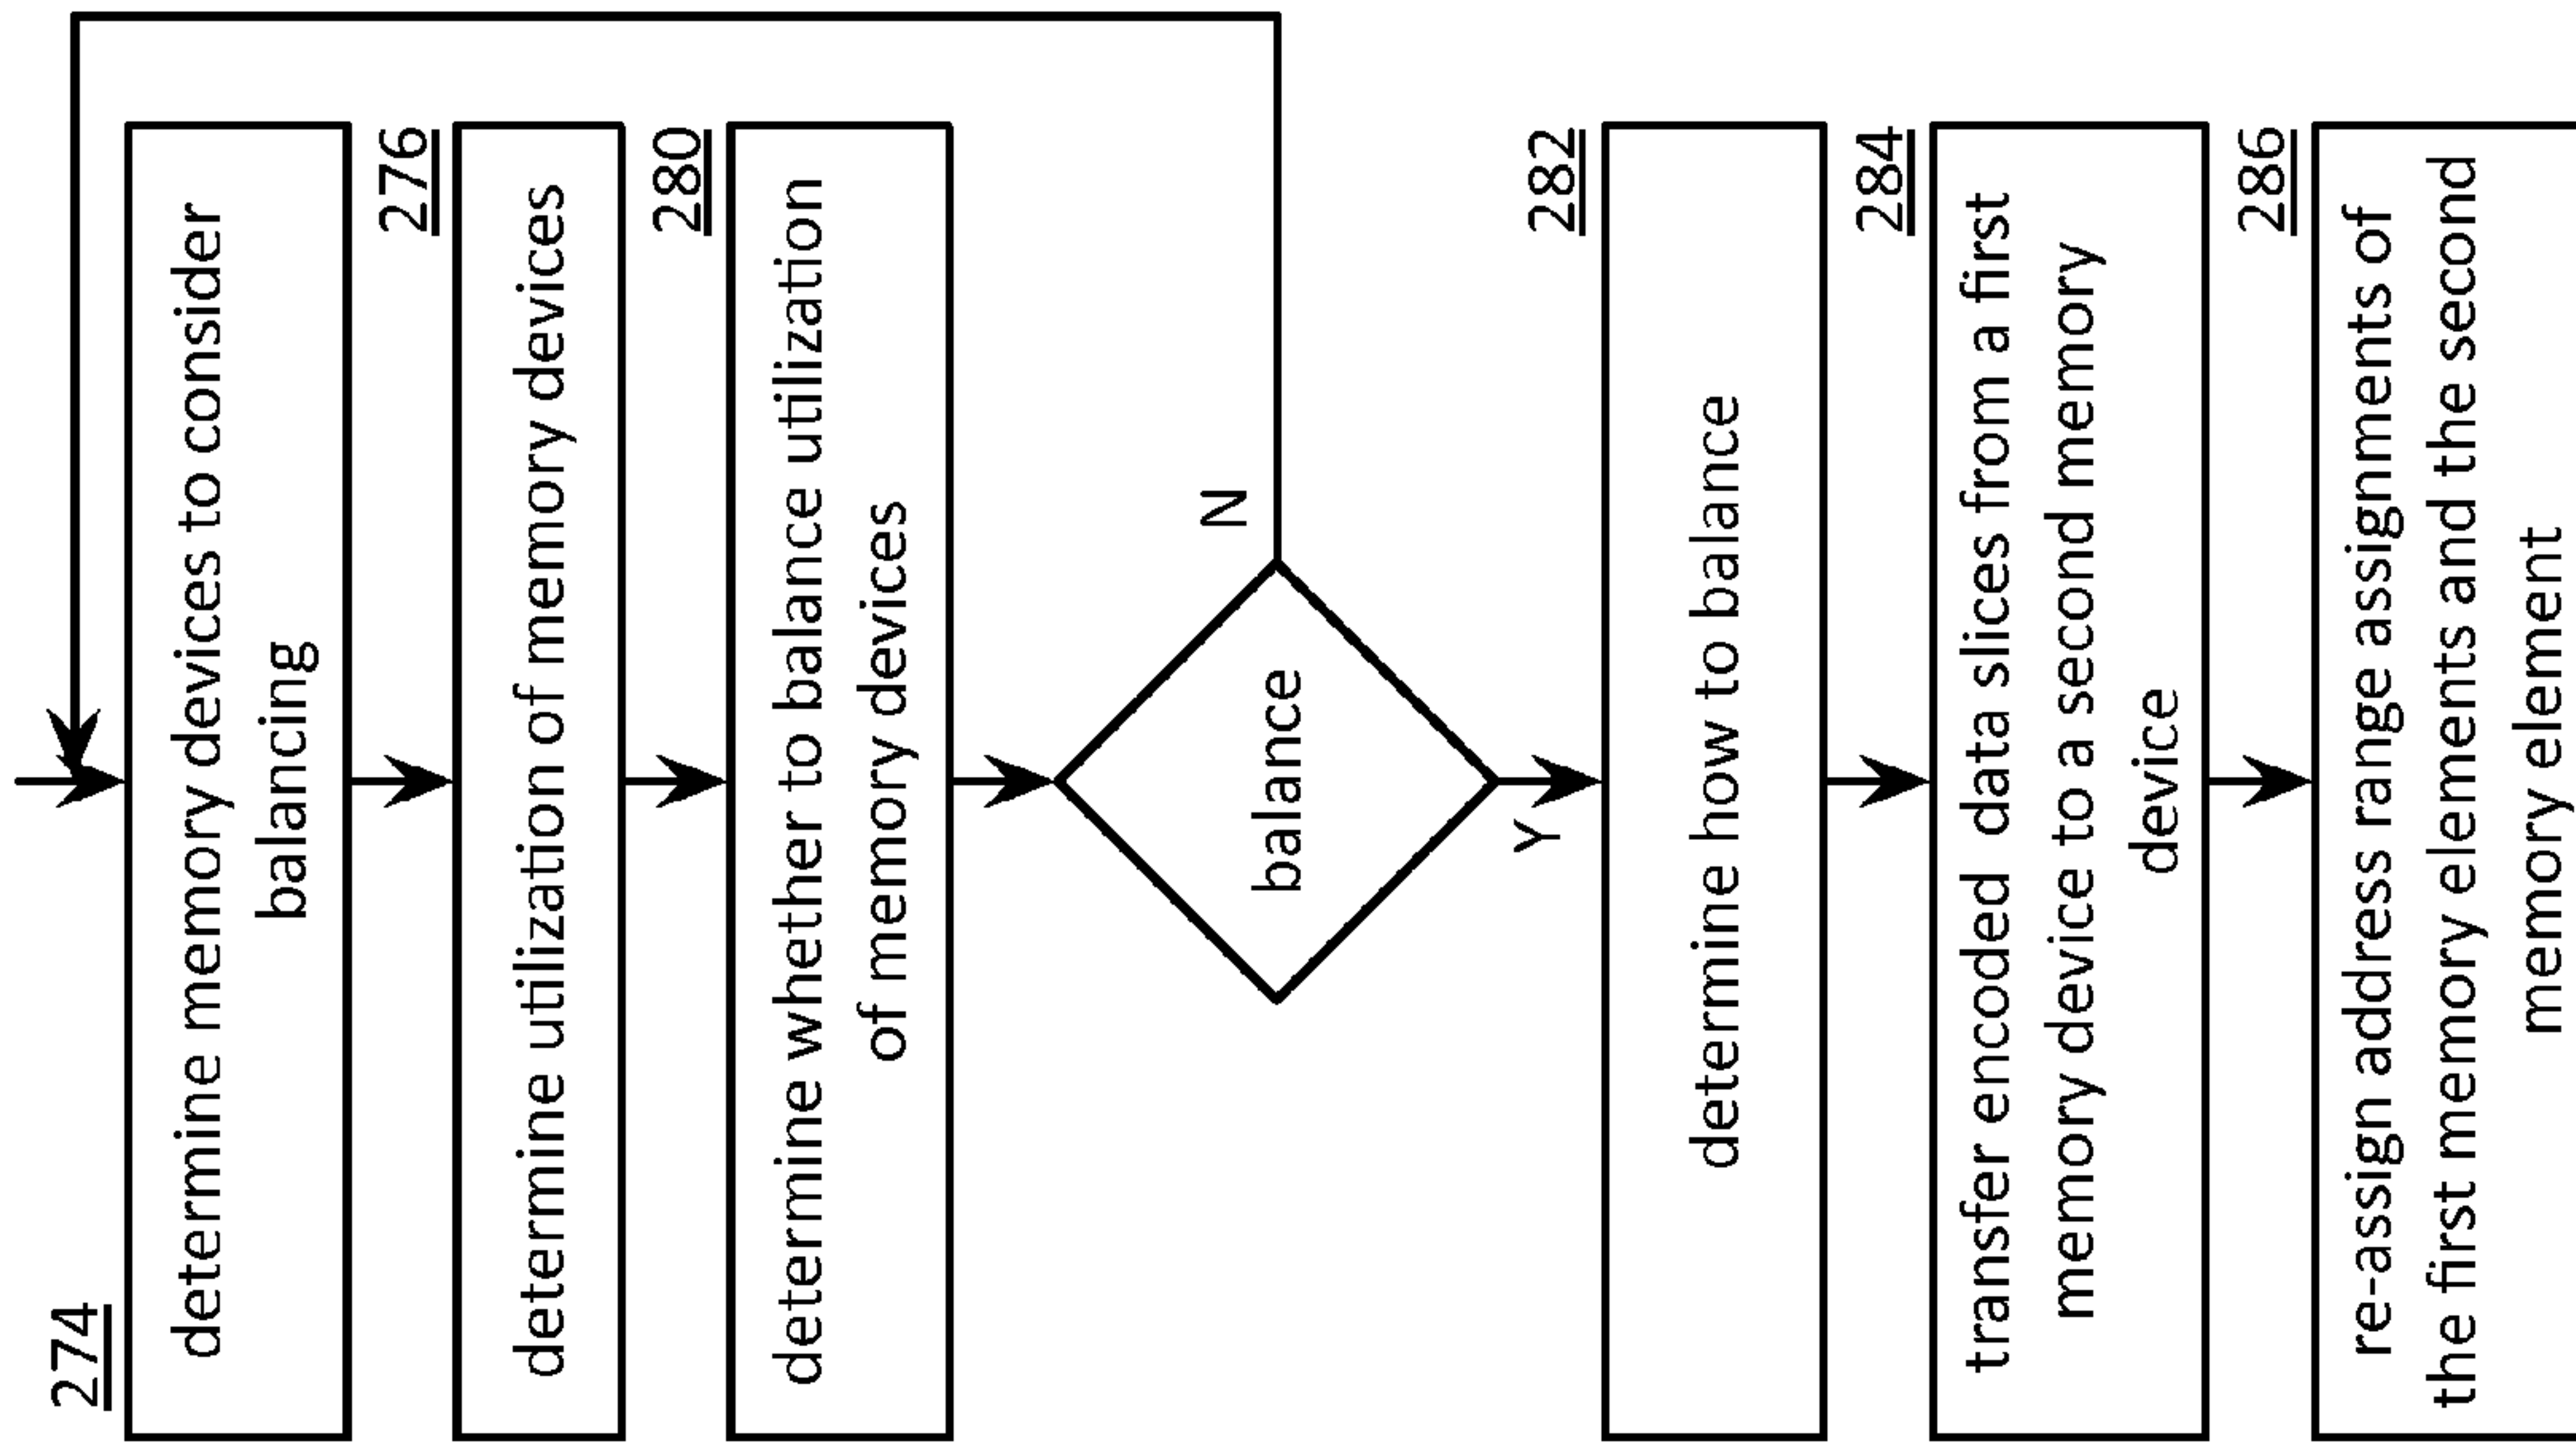 274
determine memory devices to consider
balancing
276
determine utilization of memory devices
280
determine whether to balance utilization
of memory devices
balance
N
Y
282
determine how to balance
284
transfer encoded data slices from a first
memory device to a second memory
device
286
re-assign address range assignments of
the first memory elements and the second
memory element